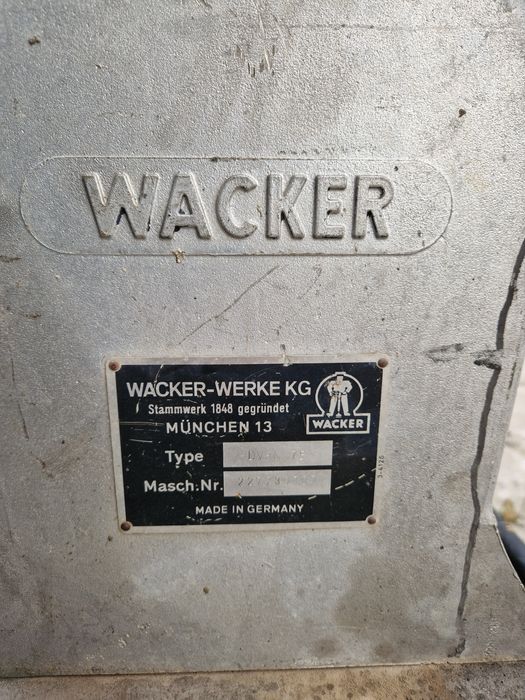 WACKER
WACKER-WERKE KG
Stammwerk 1848 gegründet
MÜNCHEN 13
WACKER
Type
Masch.Nr.
MADE IN GERMANY